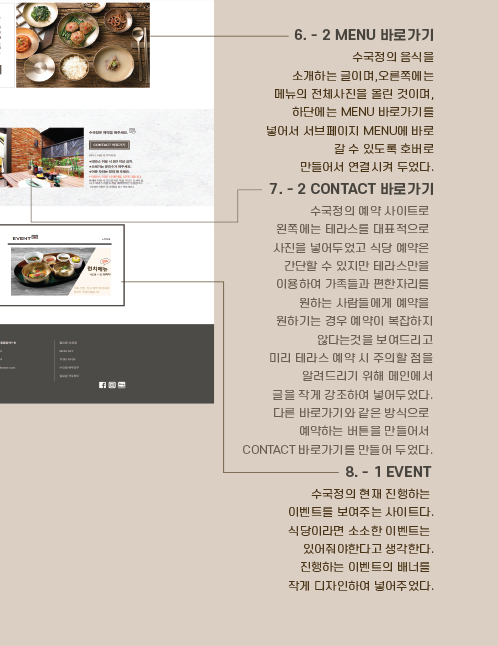 6. - 2 MENU 바로가기
수국정의 음식을
소개하는 글이며,오른쪽에는
메뉴의 전체사진을 올린 것이며,
하단에는 MENU 바로가기를
넣어서 서브페이지 MENU에 바로
갈 수 있도록 호버로
만들어서 연결시켜 두었다.
CONTACT 바로가기
7. - 2 CONTACT 바로가기
수국정의 예약 사이트로
왼쪽에는 테라스를 대표적으로
사진을 넣어두었고 식당 예약은
간단할 수 있지만 테라스만을
이용하여 가족들과 편한자리를
원하는 사람들에게 예약을
원하기는 경우 예약이 복잡하지
않다는것을 보여드리고
미리 테라스 예약 시 주의할 점을
알려드리기 위해 메인에서
글을 작게 강조하여 넣어두었다.
다른 바로가기와 같은 방식으로
예약하는 버튼을 만들어서
CONTACT 바로가기를 만들어 두었다.
EVENT
런치메뉴
8. - 1 EVENT
수국정의 현재 진행하는
이벤트를 보여주는 사이트다.
식당이라면 소소한 이벤트는
있어줘야한다고 생각한다.
진행하는 이벤트의 배너를
작게 디자인하여 넣어주었다.